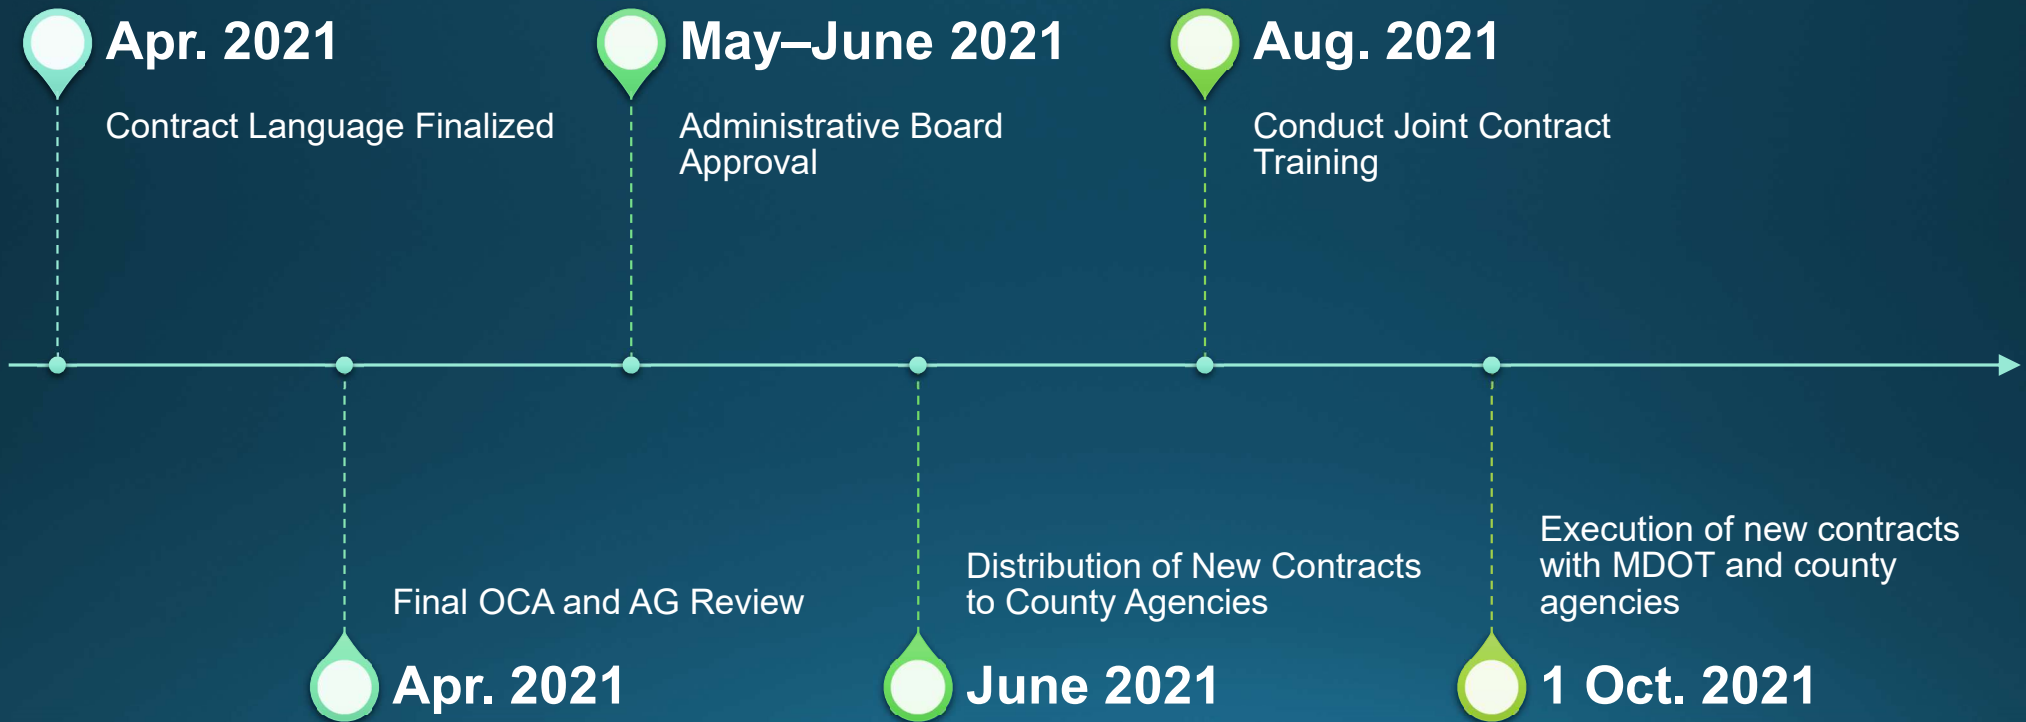 Apr. 2021
Contract Language Finalized
May–June 2021
Administrative Board
Approval
Aug. 2021
Conduct Joint Contract
Training
Final OCA and AG Review
Apr. 2021
Distribution of New Contracts
to County Agencies
June 2021
Execution of new contracts
with MDOT and county
agencies
1 Oct. 2021